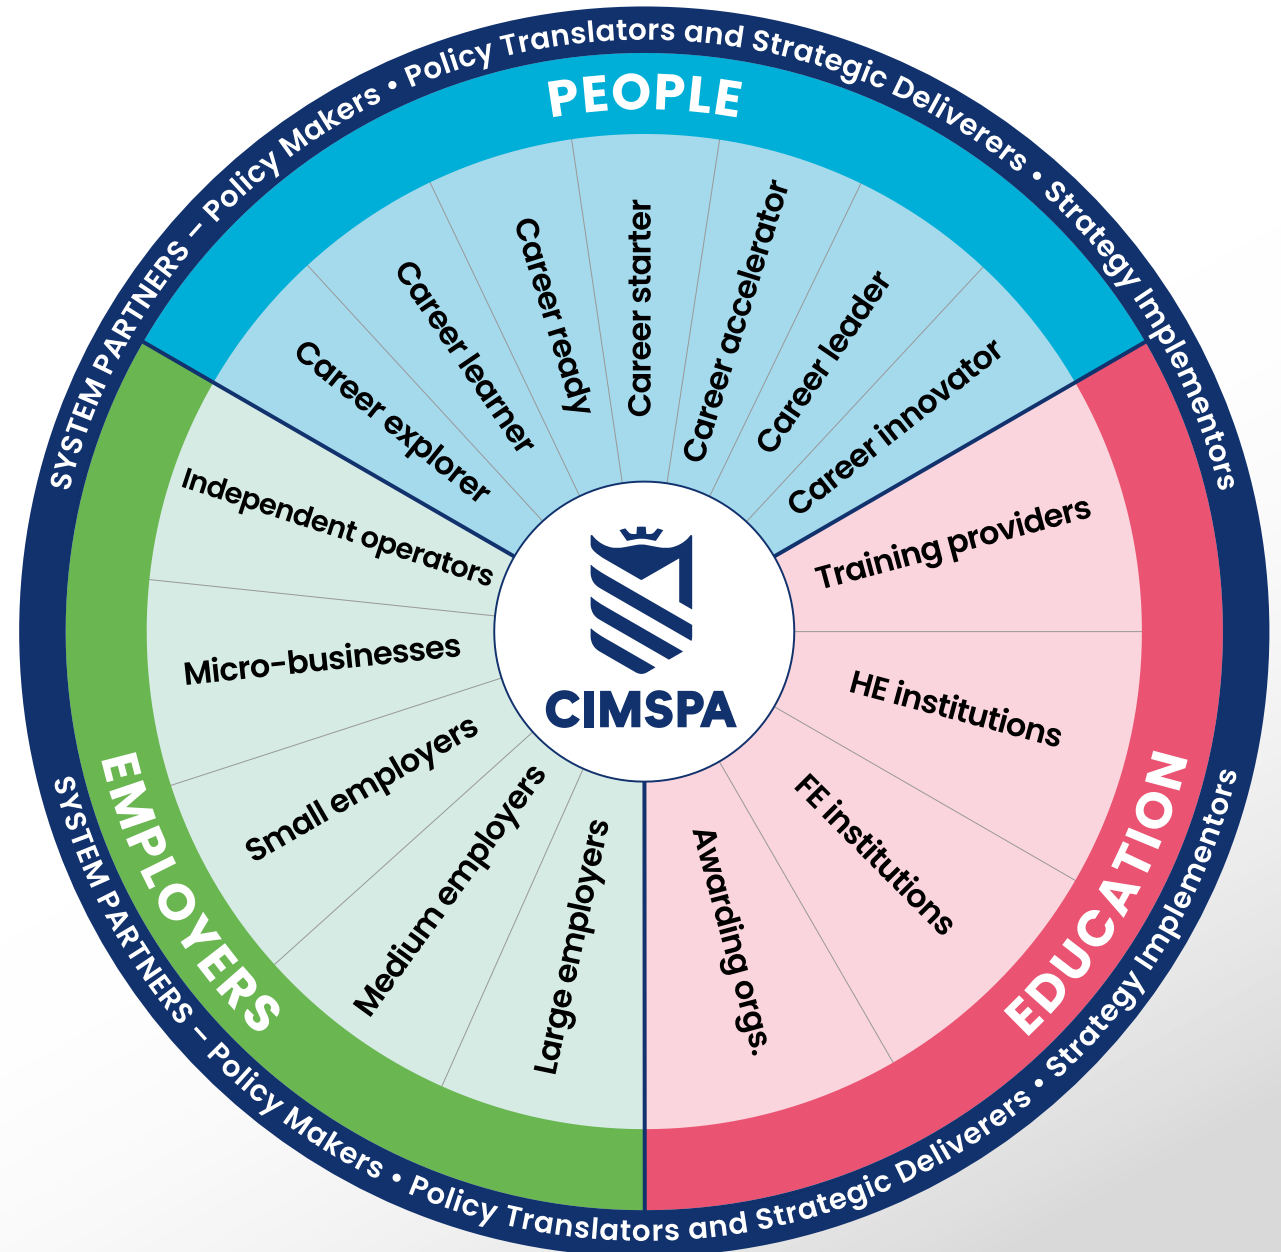 SYSTEM PARTNERS – Policy Makers • Policy Translators and Strategic Deliverers • Strategy Implementors
PEOPLE
Career explorer
Career learner
Career ready
Career starter
Career accelerator
Career leader
Career innovator
EDUCATION
Training providers
HE institutions
FE institutions
Awarding orgs.
EMPLOYERS
Large employers
Medium employers
Small employers
Micro-businesses
Independent operators
CIMSPA
SYSTEM PARTNERS – Policy Makers • Policy Translators and Strategic Deliverers • Strategy Implementors